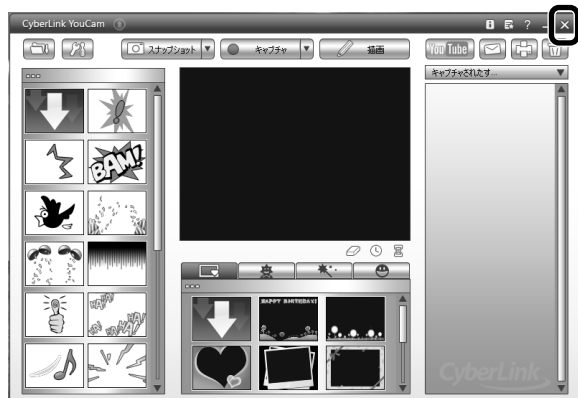 CyberLink YouCam
?
スナップショット
キャプチャ
描画
You Tube
キャプチャされたす...
BAM!
HAPPY BIRTHDAY!
HAHA!
CyberLink